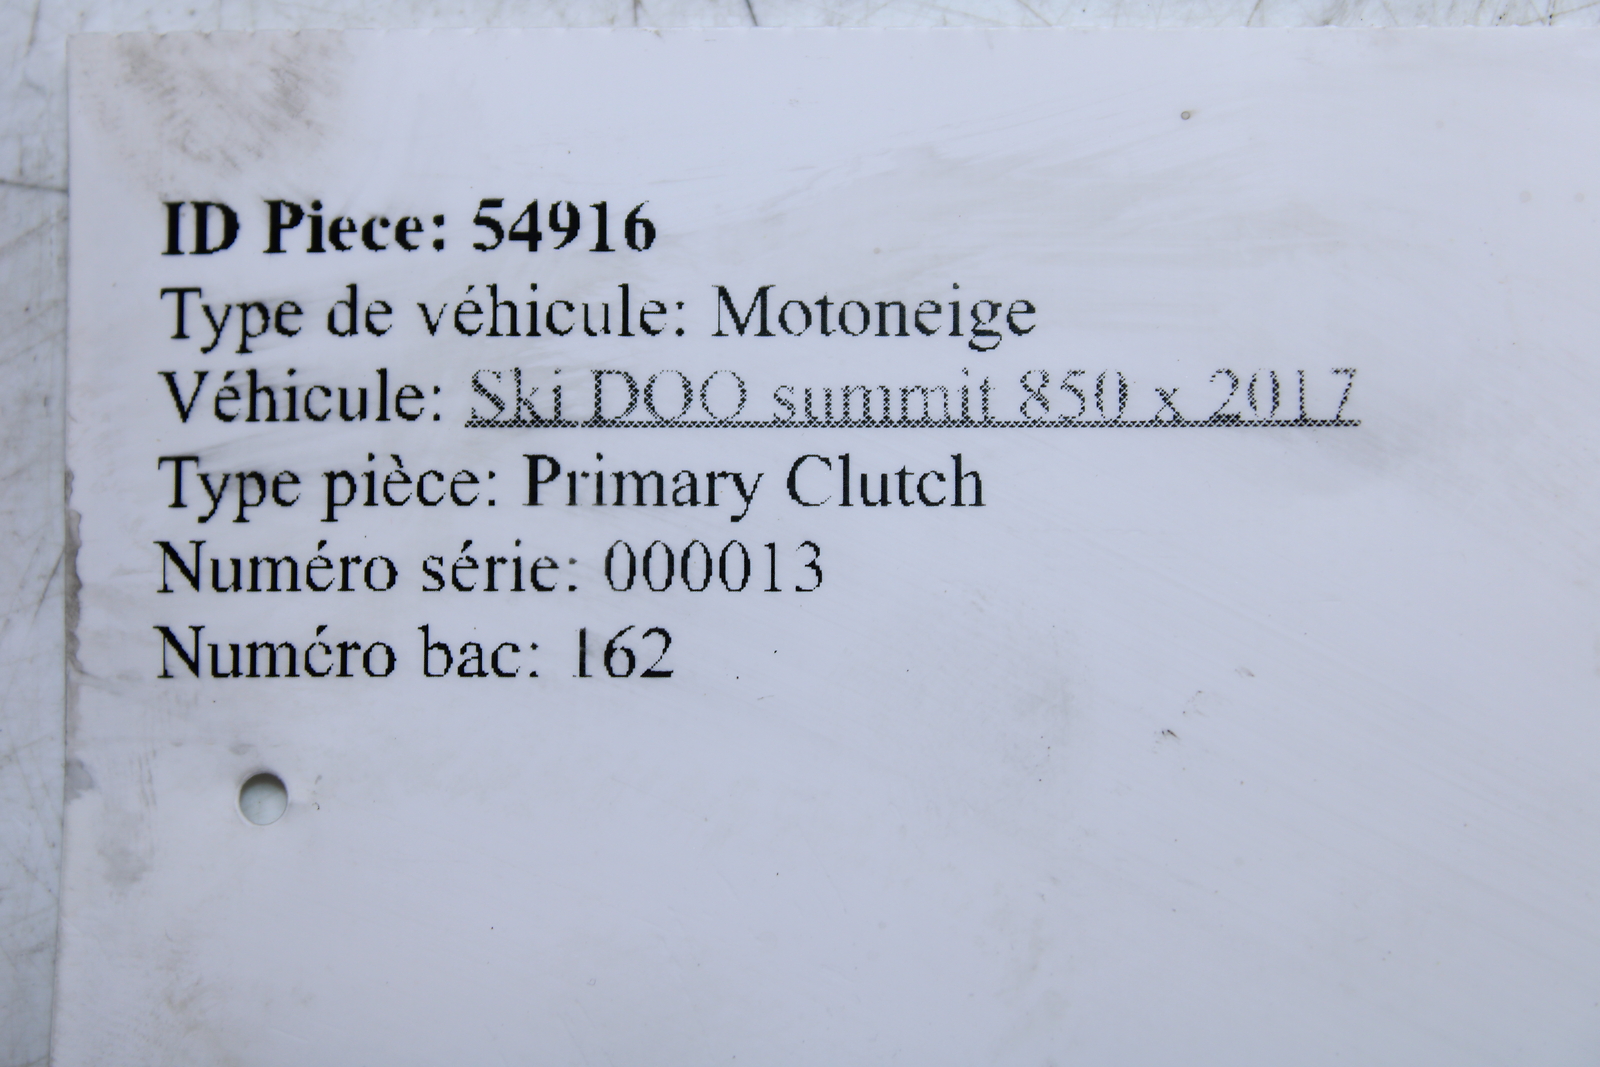 ID Piece: 54916
Type de véhicule: Motoneige
Véhicule: Ski DOO summit 850 x 2017
Type pièce: Primary Clutch
Numéro série: 000013
Numéro bac: 162